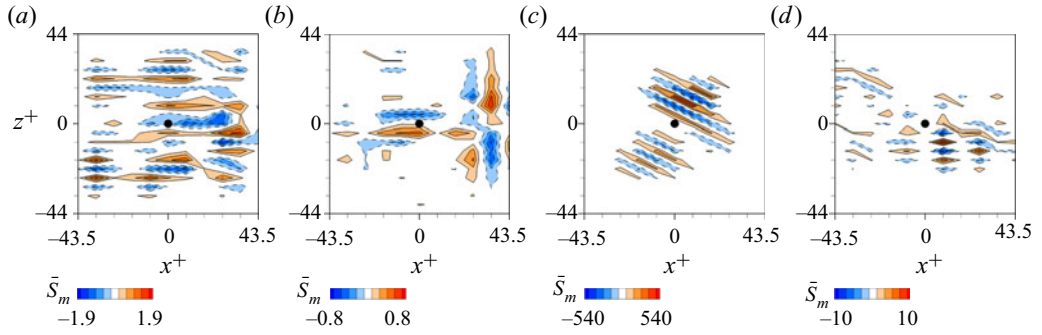 (a) (b) (c) (d)
44 44 44 44
z+ 0 0 0 0
−44 −44 −44 −44
−43.5 0 43.5 −43.5 0 43.5 −43.5 0 43.5 −43.5 0 43.5
x+ x+ x+ x+
S̄m S̄m S̄m S̄m
−1.9 1.9 −0.8 0.8 −540 540 −10 10